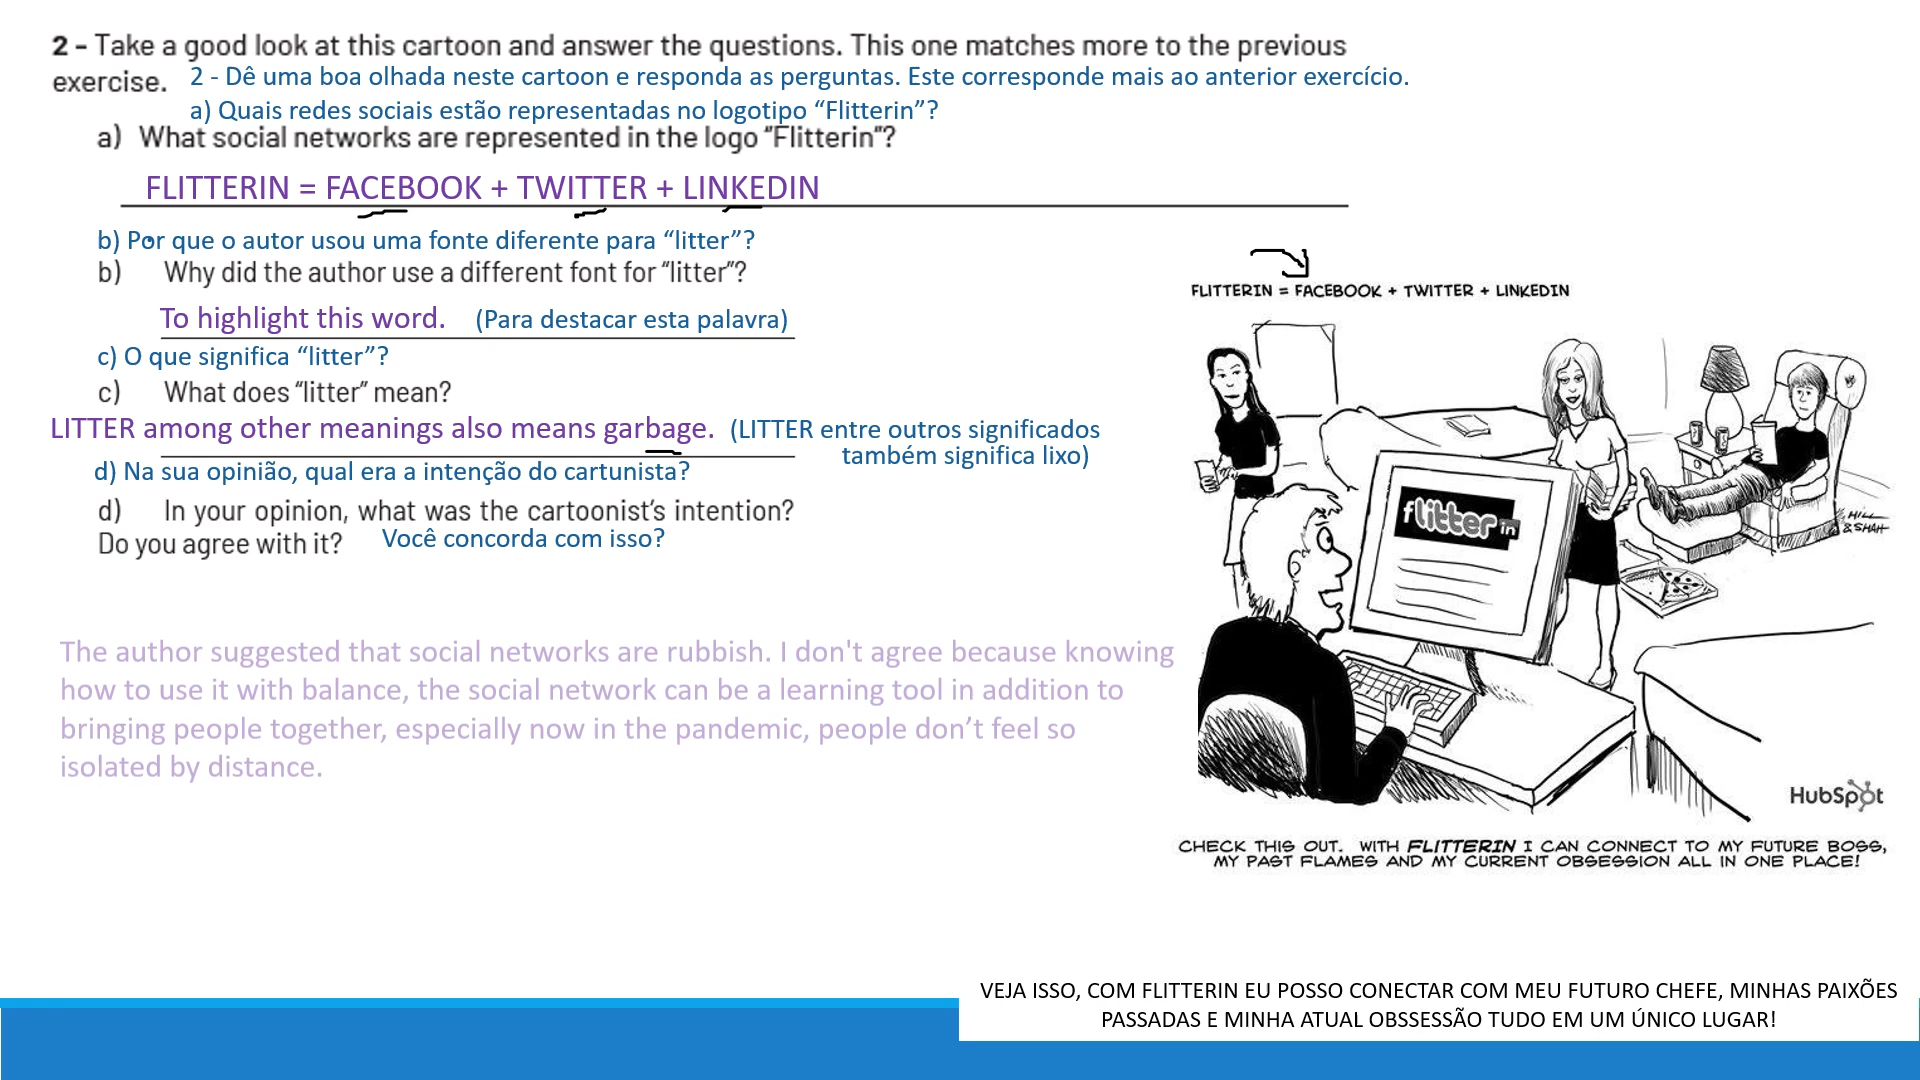 2 - Take a good look at this cartoon and answer the questions. This one matches more to the previous
exercise.
2 - Dê uma boa olhada neste cartoon e responda as perguntas. Este corresponde mais ao anterior exercício.
a) Quais redes sociais estão representadas no logotipo “Flitterin”?
a) What social networks are represented in the logo “Flitterin”?
FLITTERIN = FACEBOOK + TWITTER + LINKEDIN
b) Por que o autor usou uma fonte diferente para “litter”?
b) Why did the author use a different font for “litter”?
To highlight this word. (Para destacar esta palavra)
c) O que significa “litter”?
c) What does “litter” mean?
LITTER among other meanings also means garbage. (LITTER entre outros significados
também significa lixo)
d) Na sua opinião, qual era a intenção do cartunista?
d) In your opinion, what was the cartoonist's intention?
Do you agree with it? Você concorda com isso?
The author suggested that social networks are rubbish. I don't agree because knowing
how to use it with balance, the social network can be a learning tool in addition to
bringing people together, especially now in the pandemic, people don’t feel so
isolated by distance.
FLITTERIN = FACEBOOK + TWITTER + LINKEDIN
flitter in
HILL
& SHAH
HubSpot
CHECK THIS OUT. WITH FLITTERIN I CAN CONNECT TO MY FUTURE BOSS,
MY PAST FLAMES AND MY CURRENT OBSESSION ALL IN ONE PLACE!
VEJA ISSO, COM FLITTERIN EU POSSO CONECTAR COM MEU FUTURO CHEFE, MINHAS PAIXÕES
PASSADAS E MINHA ATUAL OBSSESSÃO TUDO EM UM ÚNICO LUGAR!